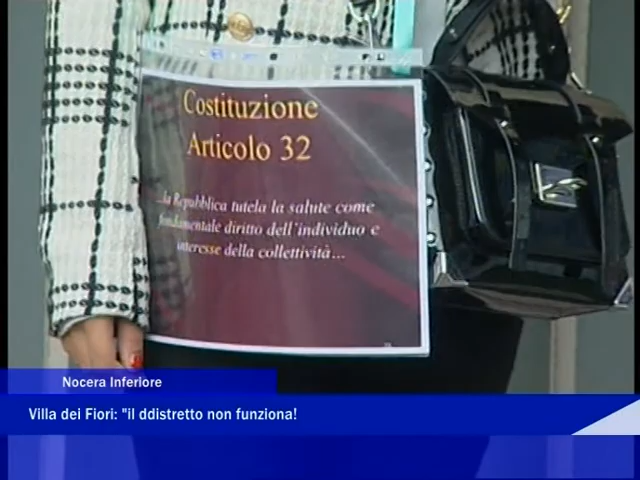 Costituzione
Articolo 32
...la Repubblica tutela la salute come
fondamentale diritto dell'individuo e
interesse della collettività...
Nocera Inferiore
Villa dei Fiori: "il ddistretto non funziona!